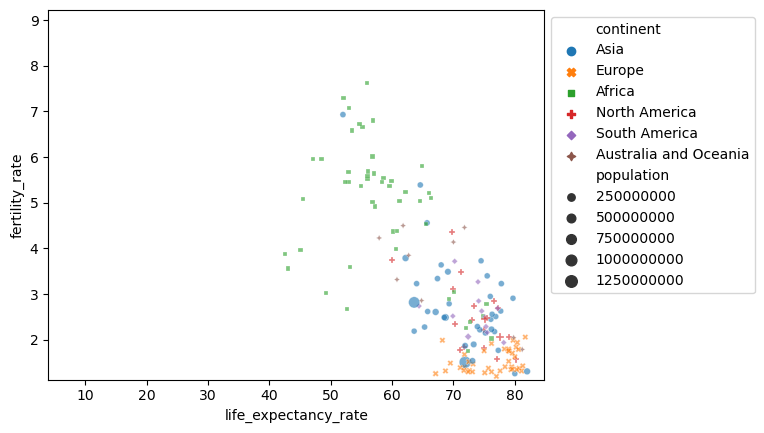 9
8
7
6
5
4
3
2
fertility_rate
10 20 30 40 50 60 70 80
life_expectancy_rate
continent
Asia
Europe
Africa
North America
South America
Australia and Oceania
population
250000000
500000000
750000000
1000000000
1250000000